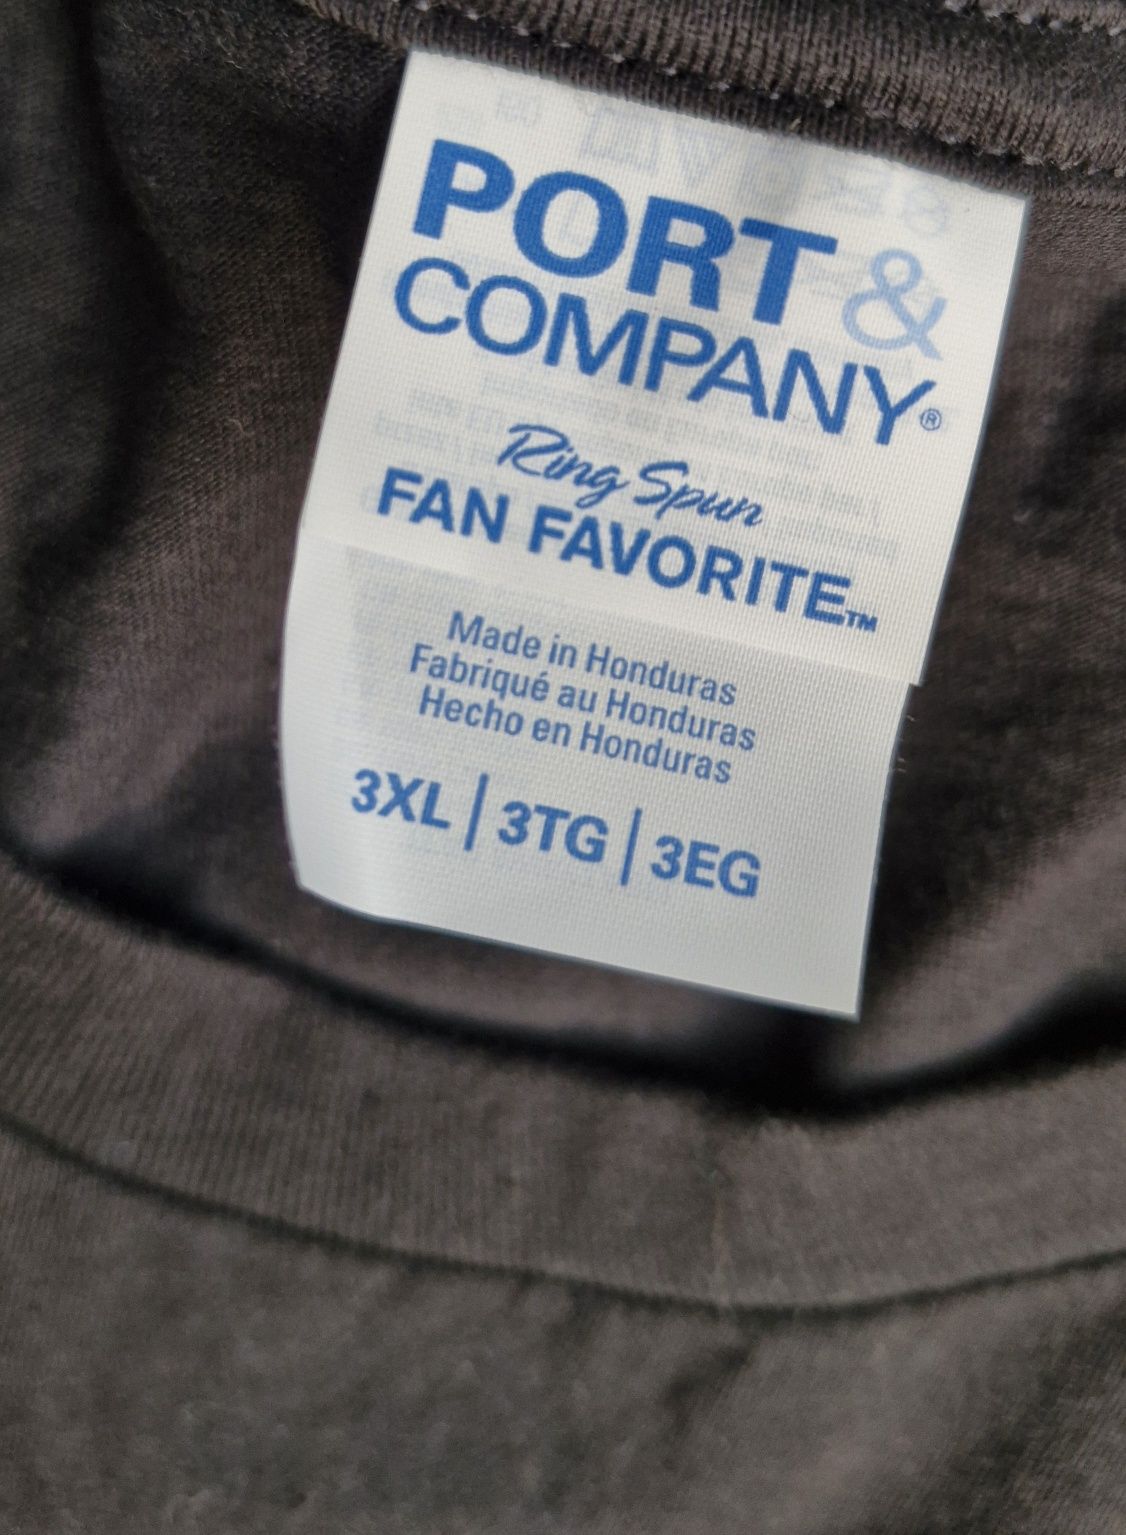 PORT &
COMPANY®
Ring Spun
FAN FAVORITE™
Made in Honduras
Fabriqué au Honduras
Hecho en Honduras
3XL | 3TG | 3EG